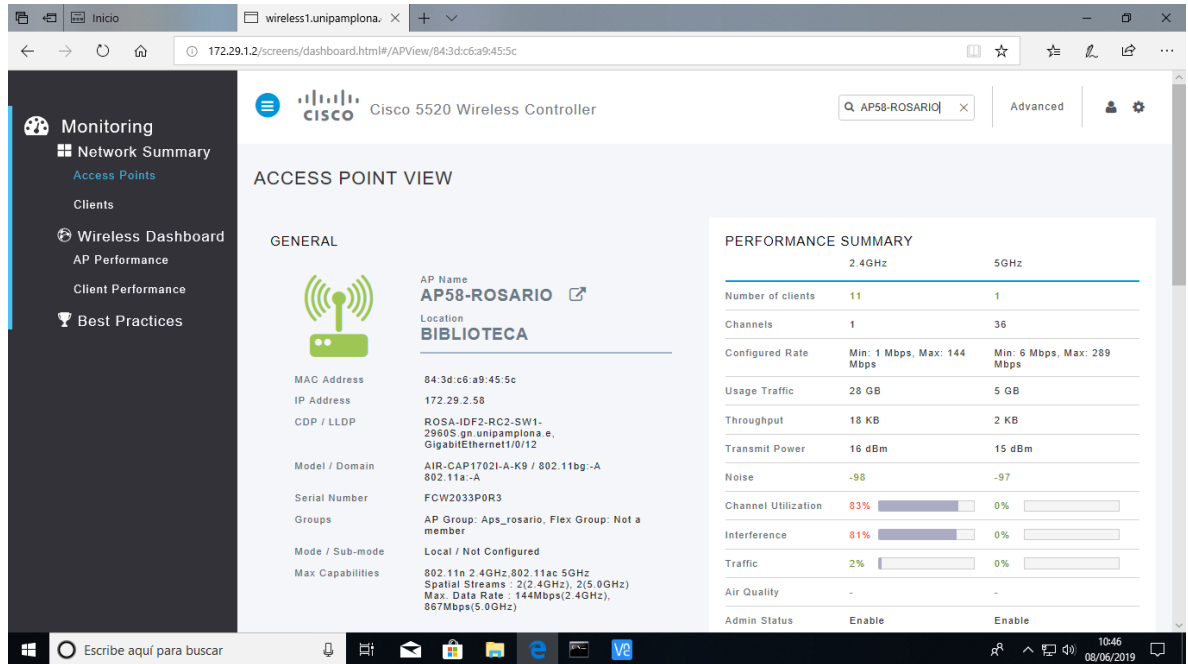 Inicio
wireless1.unipamplona.
172.29.1.2/screens/dashboard.html#/APView/84:3d:c6:a9:45:5c
Monitoring
Network Summary
Access Points
Clients
Wireless Dashboard
AP Performance
Client Performance
Best Practices
CISCO
Cisco 5520 Wireless Controller
AP58-ROSARIO
Advanced
ACCESS POINT VIEW
GENERAL
AP Name
AP58-ROSARIO
Location
BIBLIOTECA
MAC Address 84:3d:c6:a9:45:5c
IP Address 172.29.2.58
CDP / LLDP ROSA-IDF2-RC2-SW1-
2960S.gn.unipamplona.e,
GigabitEthernet1/0/12
Model / Domain AIR-CAP1702I-A-K9 / 802.11bg:-A
802.11a:-A
Serial Number FCW2033P0R3
Groups AP Group: Aps_rosario, Flex Group: Not a
member
Mode / Sub-mode Local / Not Configured
Max Capabilities 802.11n 2.4GHz,802.11ac 5GHz
Spatial Streams : 2(2.4GHz), 2(5.0GHz)
Max. Data Rate : 144Mbps(2.4GHz),
867Mbps(5.0GHz)
PERFORMANCE SUMMARY
2.4GHz 5GHz
Number of clients 11 1
Channels 1 36
Configured Rate Min: 1 Mbps, Max: 144 Mbps Min: 6 Mbps, Max: 289 Mbps
Usage Traffic 28 GB 5 GB
Throughput 18 KB 2 KB
Transmit Power 16 dBm 15 dBm
Noise -98 -97
Channel Utilization 83% 0%
Interference 81% 0%
Traffic 2% 0%
Air Quality - -
Admin Status Enable Enable
Escribe aquí para buscar
10:46
08/06/2019